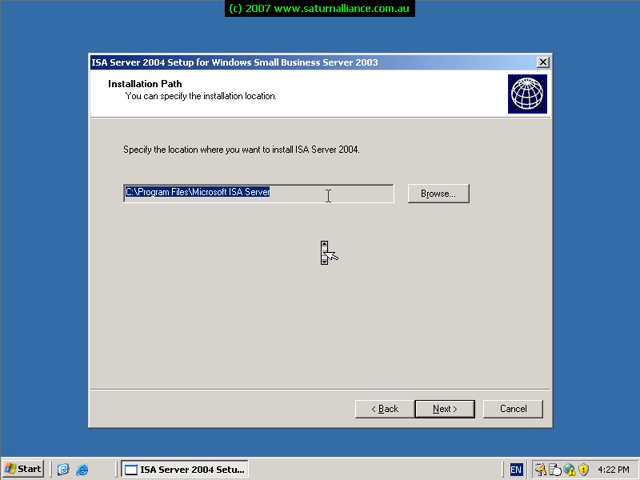 (c) 2007 www.saturnalliance.com.au
ISA Server 2004 Setup for Windows Small Business Server 2003
Installation Path
You can specify the installation location.
Specify the location where you want to install ISA Server 2004.
C:\Program Files\Microsoft ISA Server
Browse...
< Back
Next >
Cancel
Start
ISA Server 2004 Setu...
EN
4:22 PM